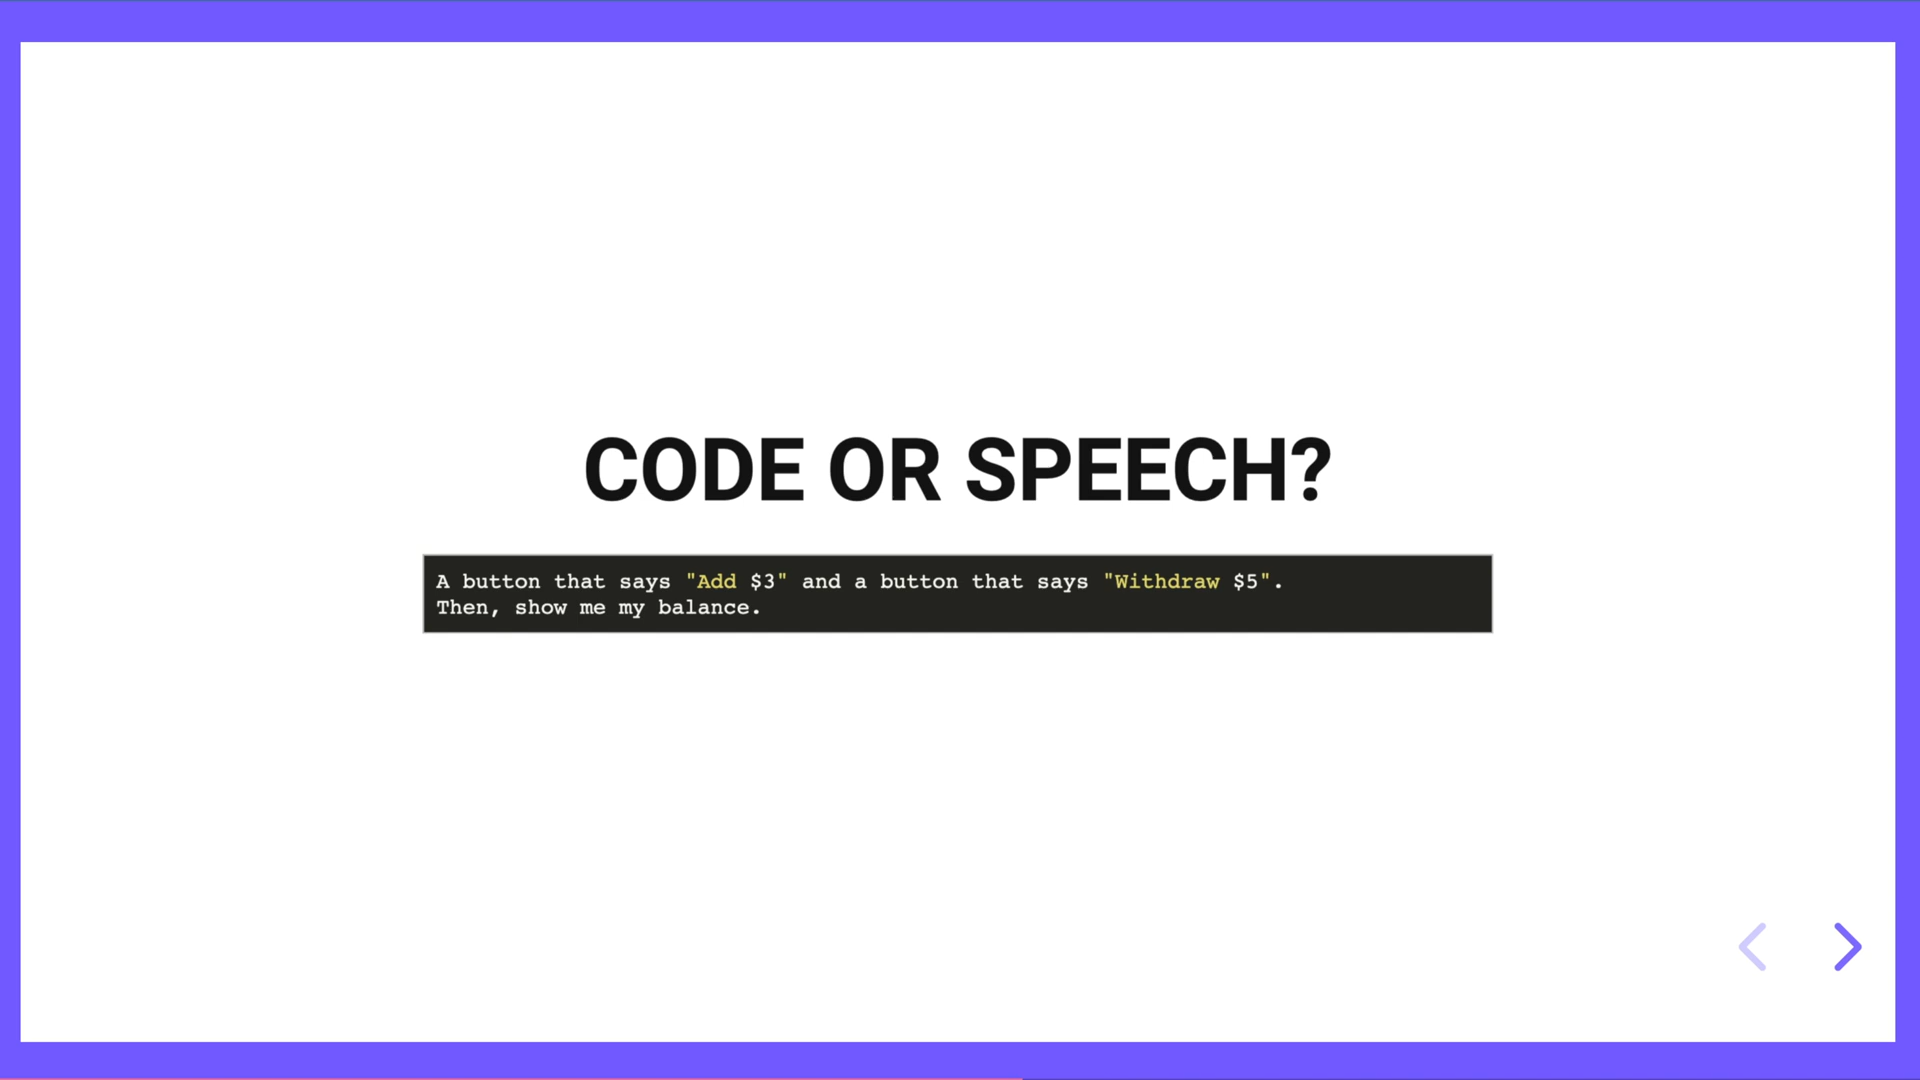 CODE OR SPEECH?
A button that says "Add $3" and a button that says "Withdraw $5".
Then, show me my balance.